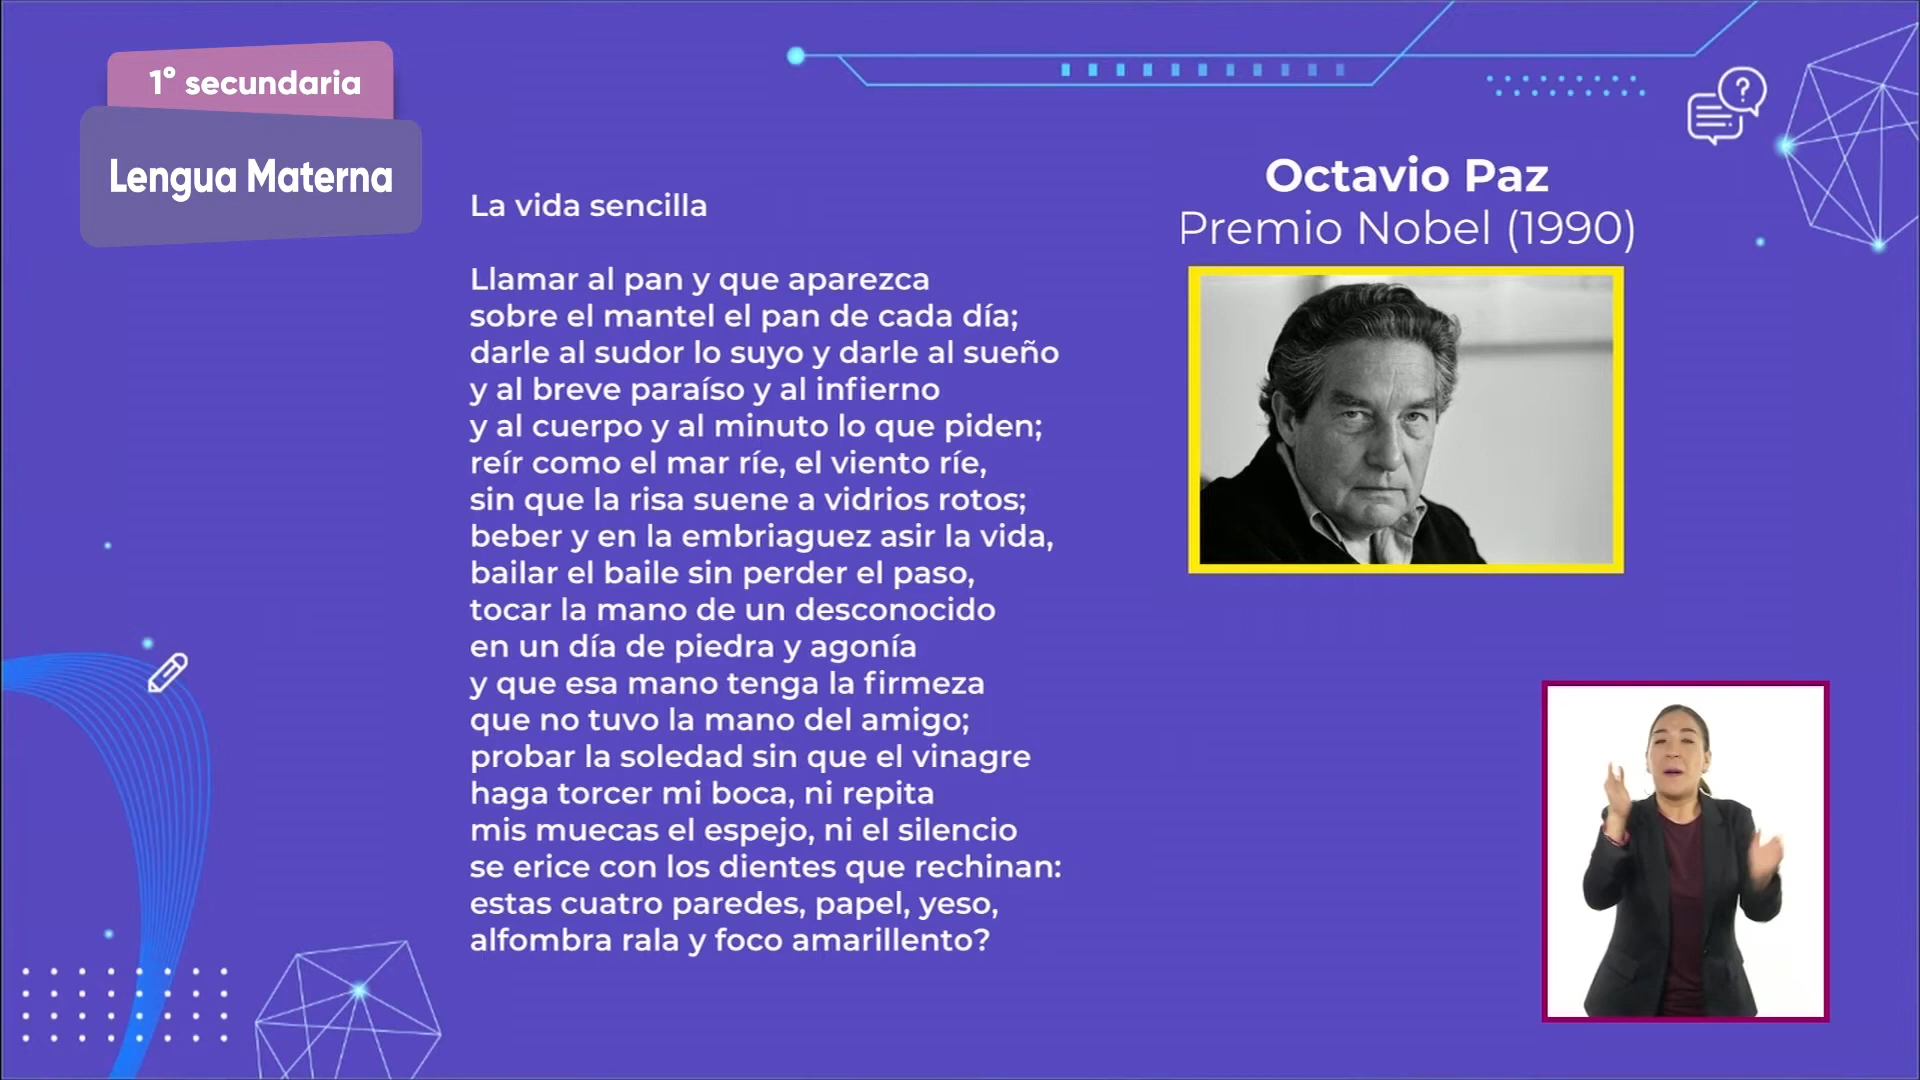 1° secundaria
Lengua Materna
La vida sencilla
Llamar al pan y que aparezca
sobre el mantel el pan de cada día;
darle al sudor lo suyo y darle al sueño
y al breve paraíso y al infierno
y al cuerpo y al minuto lo que piden;
reír como el mar ríe, el viento ríe,
sin que la risa suene a vidrios rotos;
beber y en la embriaguez asir la vida,
bailar el baile sin perder el paso,
tocar la mano de un desconocido
en un día de piedra y agonía
y que esa mano tenga la firmeza
que no tuvo la mano del amigo;
probar la soledad sin que el vinagre
haga torcer mi boca, ni repita
mis muecas el espejo, ni el silencio
se erice con los dientes que rechinan:
estas cuatro paredes, papel, yeso,
alfombra rala y foco amarillento?
Octavio Paz
Premio Nobel (1990)
?